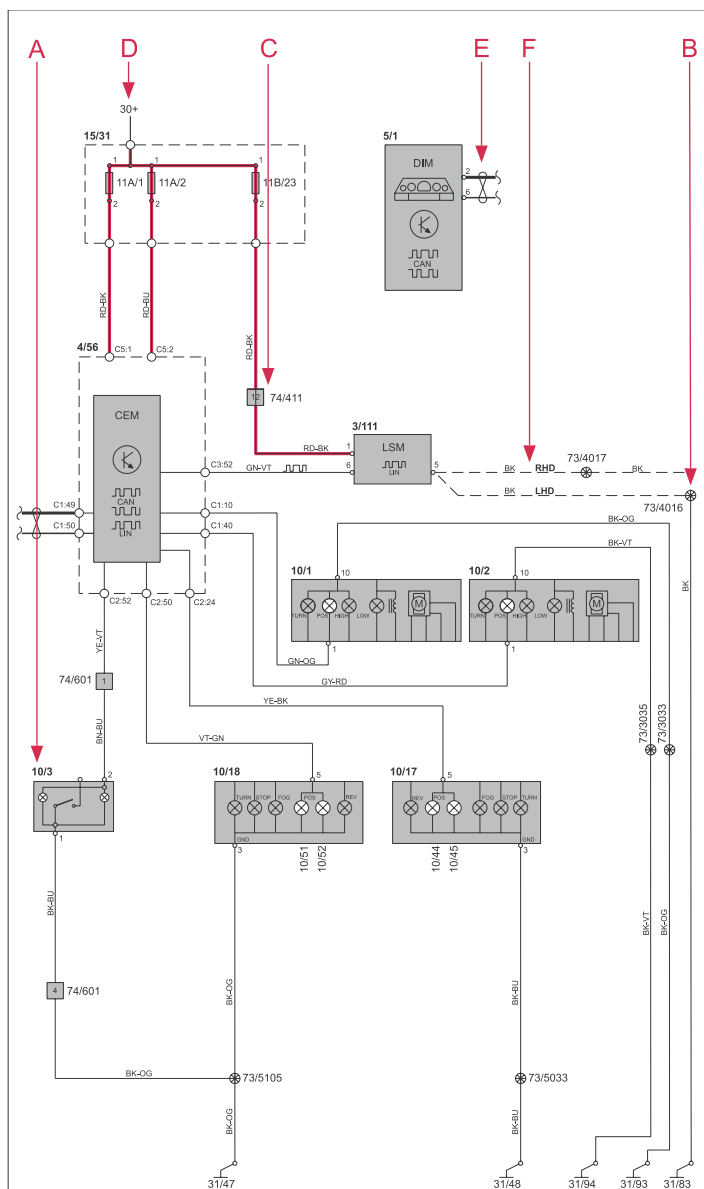 A D C E F B
30+
15/31
5/1
DIM
1 1 1
11A/1 11A/2 11B/23
2 2 2
2
6
CAN
RD-BK RD-BU RD-BK
4/56
C5:1 C5:2
CEM
CAN
LIN
12 74/411
3/111
RD-BK 1
LSM
LIN
C3:52 GN-VT 6 5
BK RHD 73/4017 BK
BK LHD
73/4016
C1:49 C1:10
C1:50 C1:40
BK-OG
BK-VT
BK
C2:52 C2:50 C2:24
10/1 10 10/2 10
TURN POS HIGH LOW M
TURN POS HIGH LOW M
1 1
GN-OG
GY-RD
YE-VT
74/601 1
BN-BU
YE-BK
VT-GN
73/3035 73/3033
10/3 2
1
10/18 5
TURN STOP FOG POS REV
GND
3
10/51 10/52
10/17 5
REV POS FOG STOP TURN
GND
3
10/44 10/45
BK-BU
4 74/601
BK-OG BK-BU
BK-VT BK-OG
BK-OG
73/5105 73/5033
BK-OG BK-BU
31/47 31/48 31/94 31/93 31/83